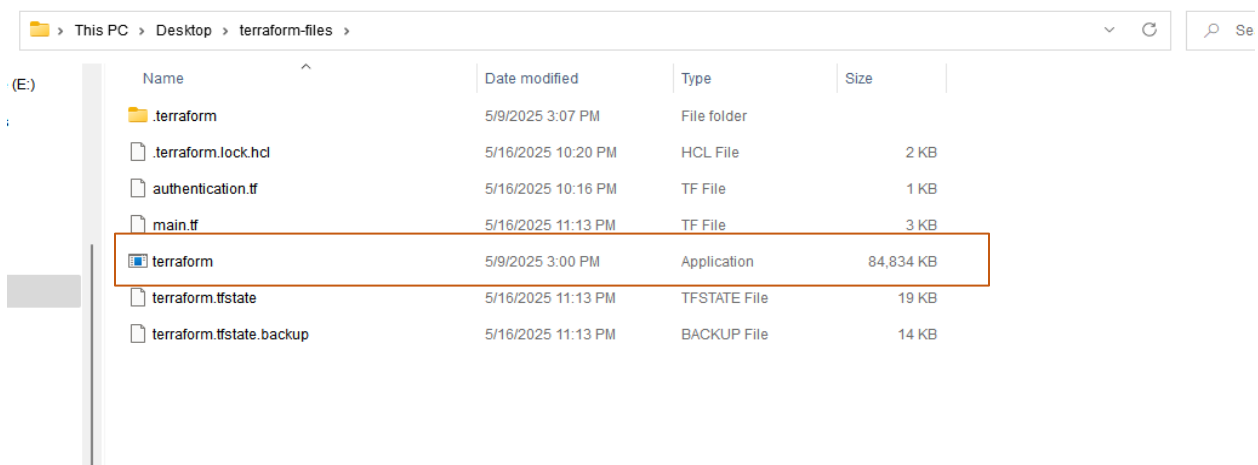 This PC > Desktop > terraform-files > Se
(E:) Name Date modified Type Size
.terraform 5/9/2025 3:07 PM File folder
.terraform.lock.hcl 5/16/2025 10:20 PM HCL File 2 KB
authentication.tf 5/16/2025 10:16 PM TF File 1 KB
main.tf 5/16/2025 11:13 PM TF File 3 KB
terraform 5/9/2025 3:00 PM Application 84,834 KB
terraform.tfstate 5/16/2025 11:13 PM TFSTATE File 19 KB
terraform.tfstate.backup 5/16/2025 11:13 PM BACKUP File 14 KB